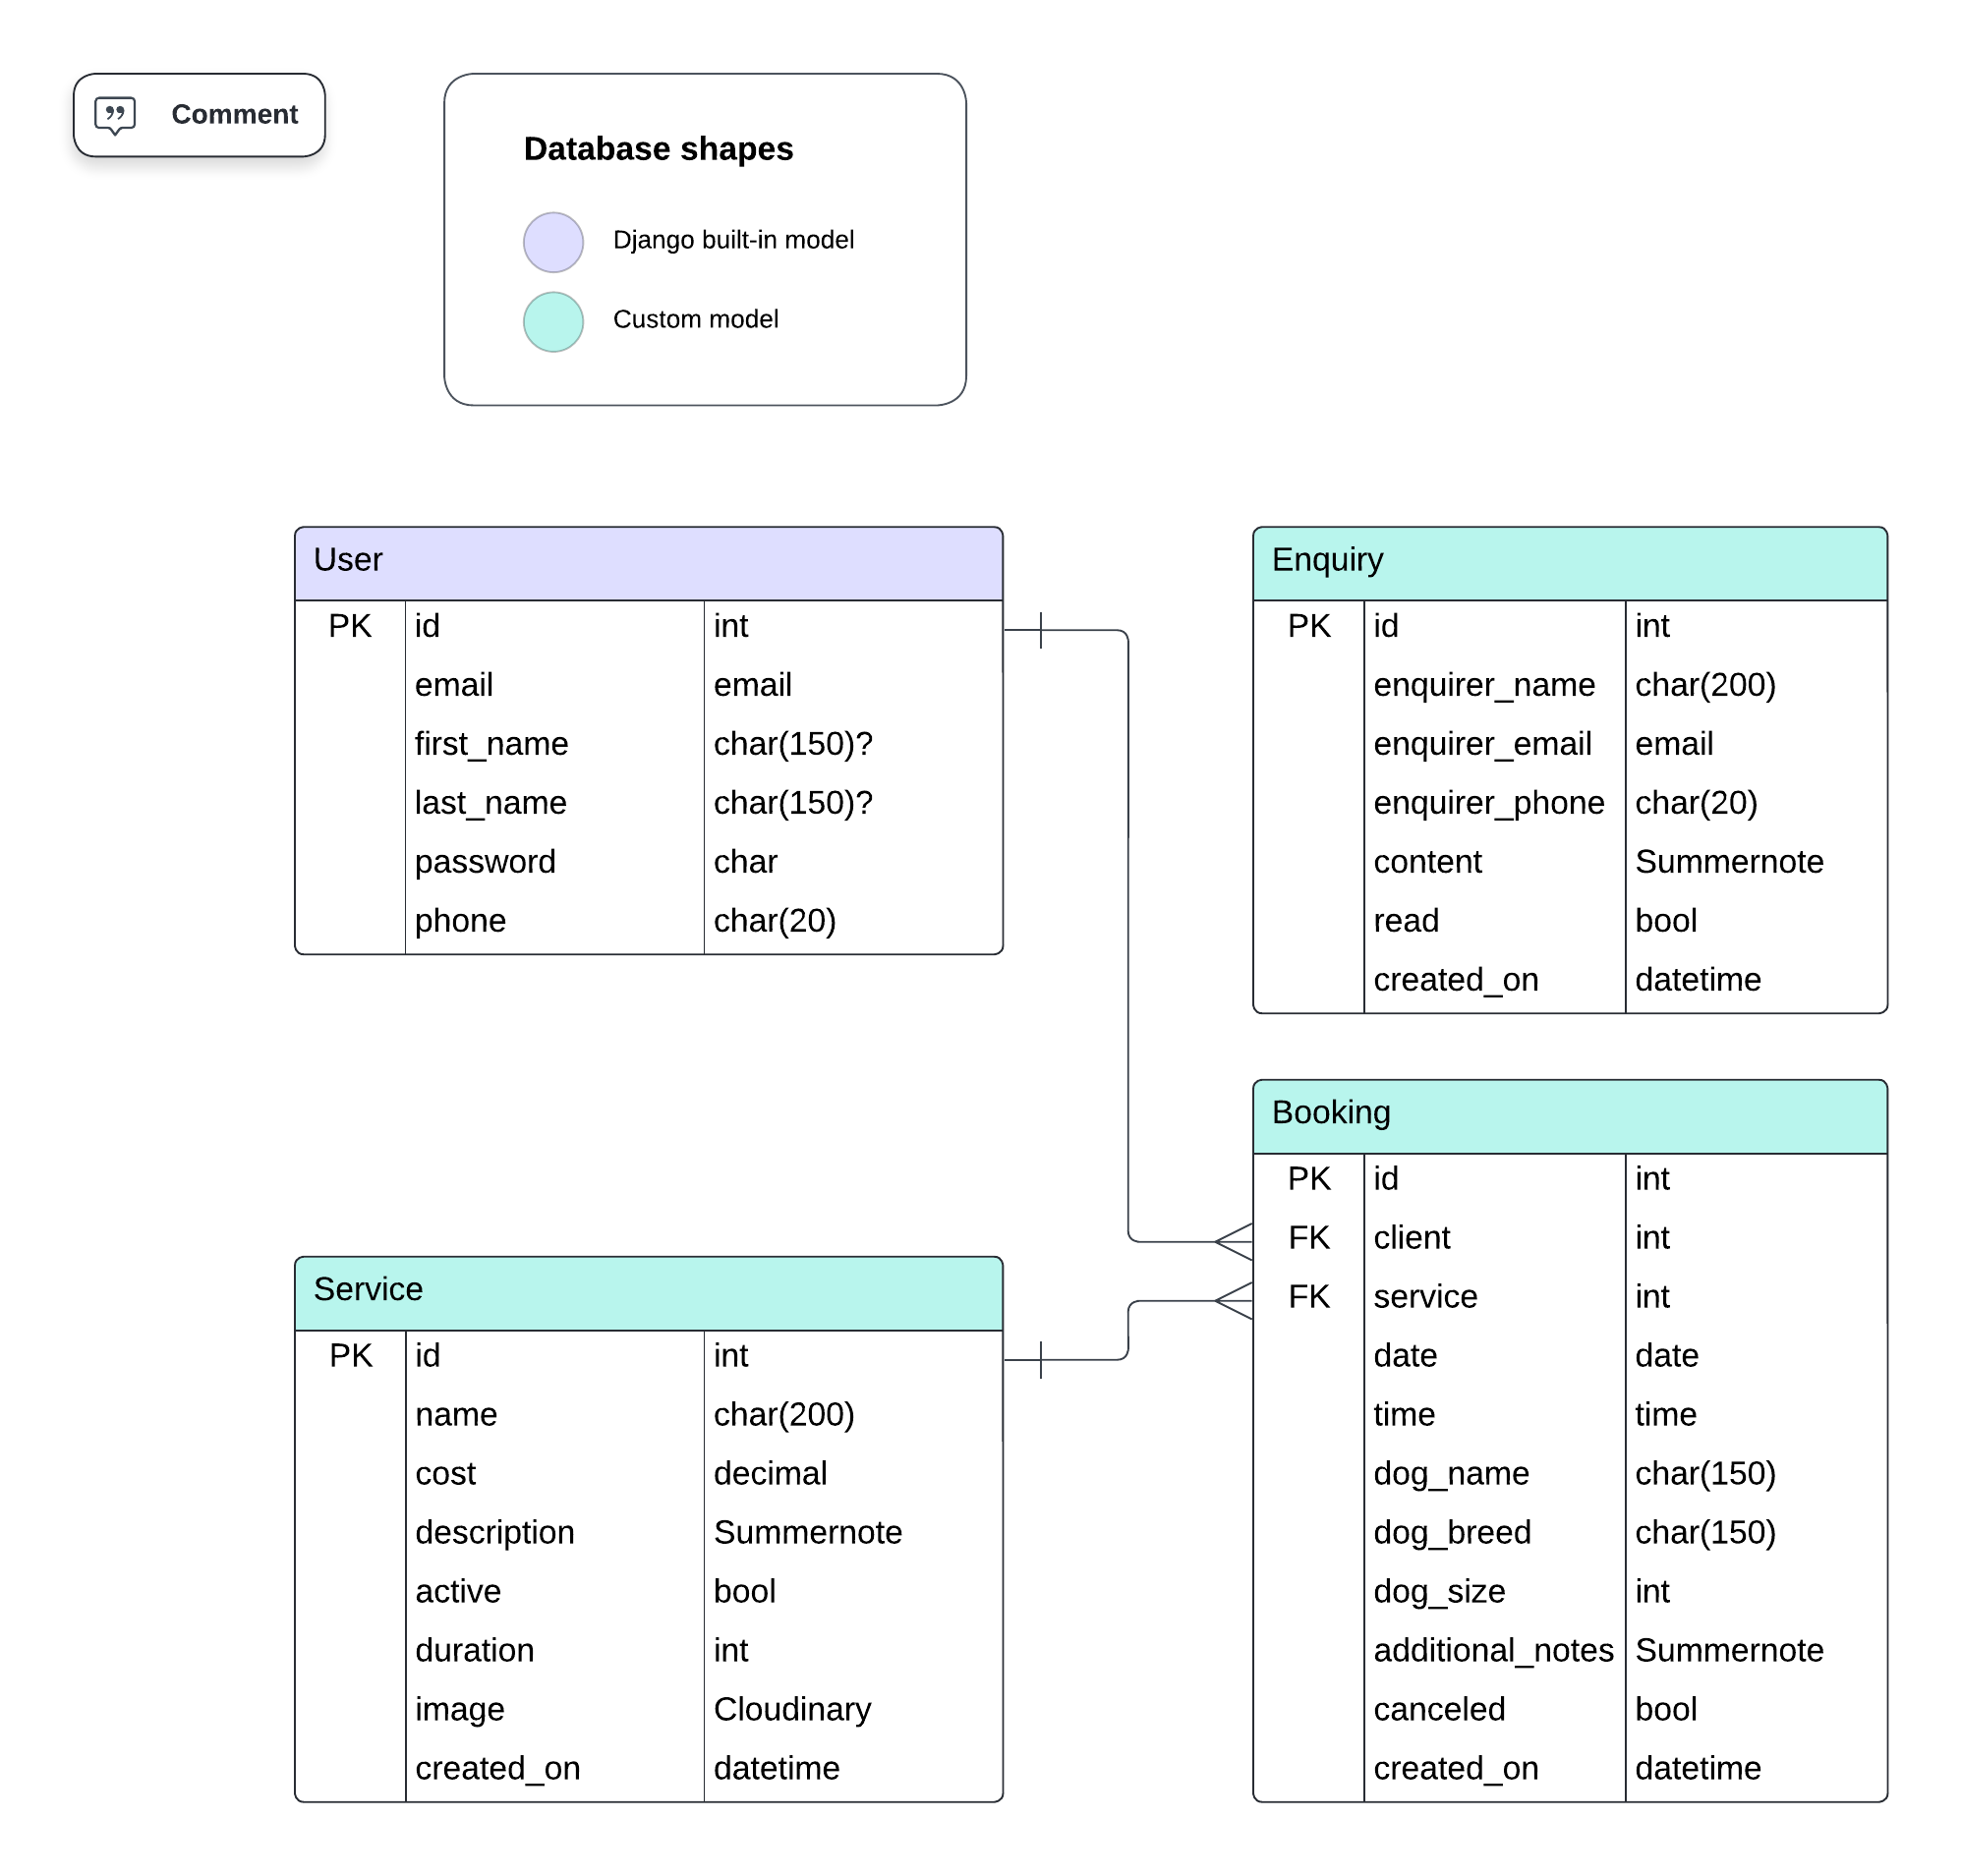 Comment
Database shapes
Django built-in model
Custom model
User
PK id int
email email
first_name char(150)?
last_name char(150)?
password char
phone char(20)
Enquiry
PK id int
enquirer_name char(200)
enquirer_email email
enquirer_phone char(20)
content Summernote
read bool
created_on datetime
Service
PK id int
name char(200)
cost decimal
description Summernote
active bool
duration int
image Cloudinary
created_on datetime
Booking
PK id int
FK client int
FK service int
date date
time time
dog_name char(150)
dog_breed char(150)
dog_size int
additional_notes Summernote
canceled bool
created_on datetime